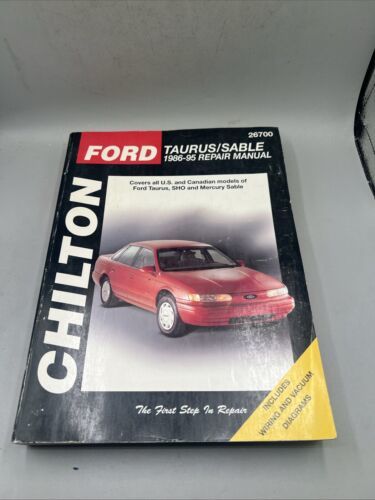 26700
FORD
TAURUS/SABLE
1986-95 REPAIR MANUAL
Covers all U.S. and Canadian models of
Ford Taurus, SHO and Mercury Sable
CHILTON
Ford
The First Step In Repair
INCLUDES
WIRING AND VACUUM
DIAGRAMS